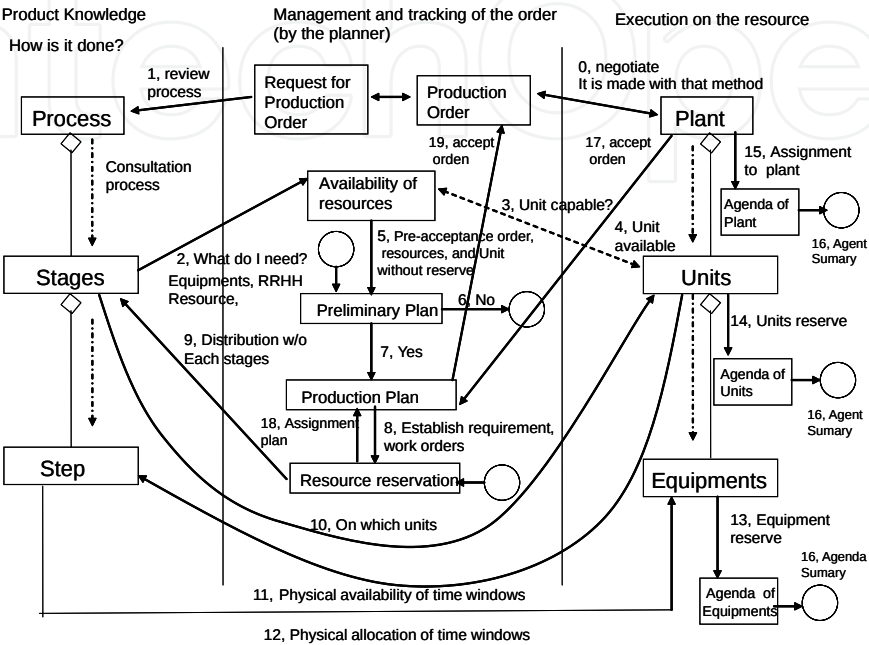 Product Knowledge
How is it done?
Management and tracking of the order
(by the planner)
Execution on the resource
1, review
process
Request for
Production
Order
Production
Order
0, negotiate
It is made with that method
Process
Plant
Consultation
process
19, accept
orden
17, accept
orden
15, Assignment
to plant
Availability of
resources
3, Unit capable?
Agenda of
Plant
16, Agent
Sumary
4, Unit
available
5, Pre-acceptance order,
resources, and Unit
without reserve
2, What do I need?
Equipments, RRHH
Resource,
Stages
Units
Preliminary Plan
6, No
14, Units reserve
9, Distribution w/o
Each stages
7, Yes
Agenda of
Units
16, Agent
Sumary
Production Plan
18, Assignment
plan
8, Establish requirement,
work orders
Step
Resource reservation
Equipments
10, On which units
13, Equipment
reserve
16, Agenda
Sumary
11, Physical availability of time windows
Agenda of
Equipments
12, Physical allocation of time windows